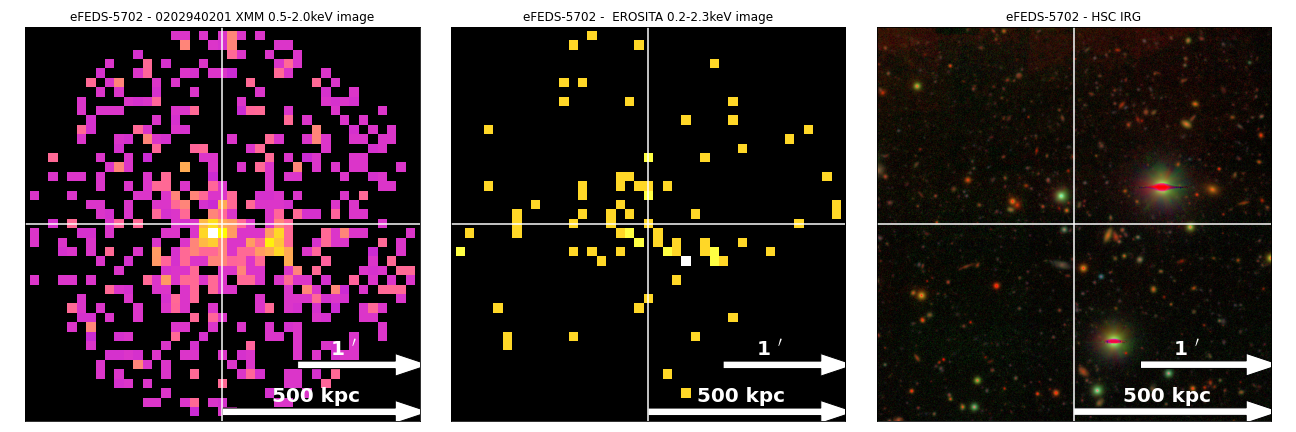 eFEDS-5702 - 0202940201 XMM 0.5-2.0keV image
eFEDS-5702 -  EROSITA 0.2-2.3keV image
eFEDS-5702 - HSC IRG
1 ′
500 kpc
1 ′
500 kpc
1 ′
500 kpc